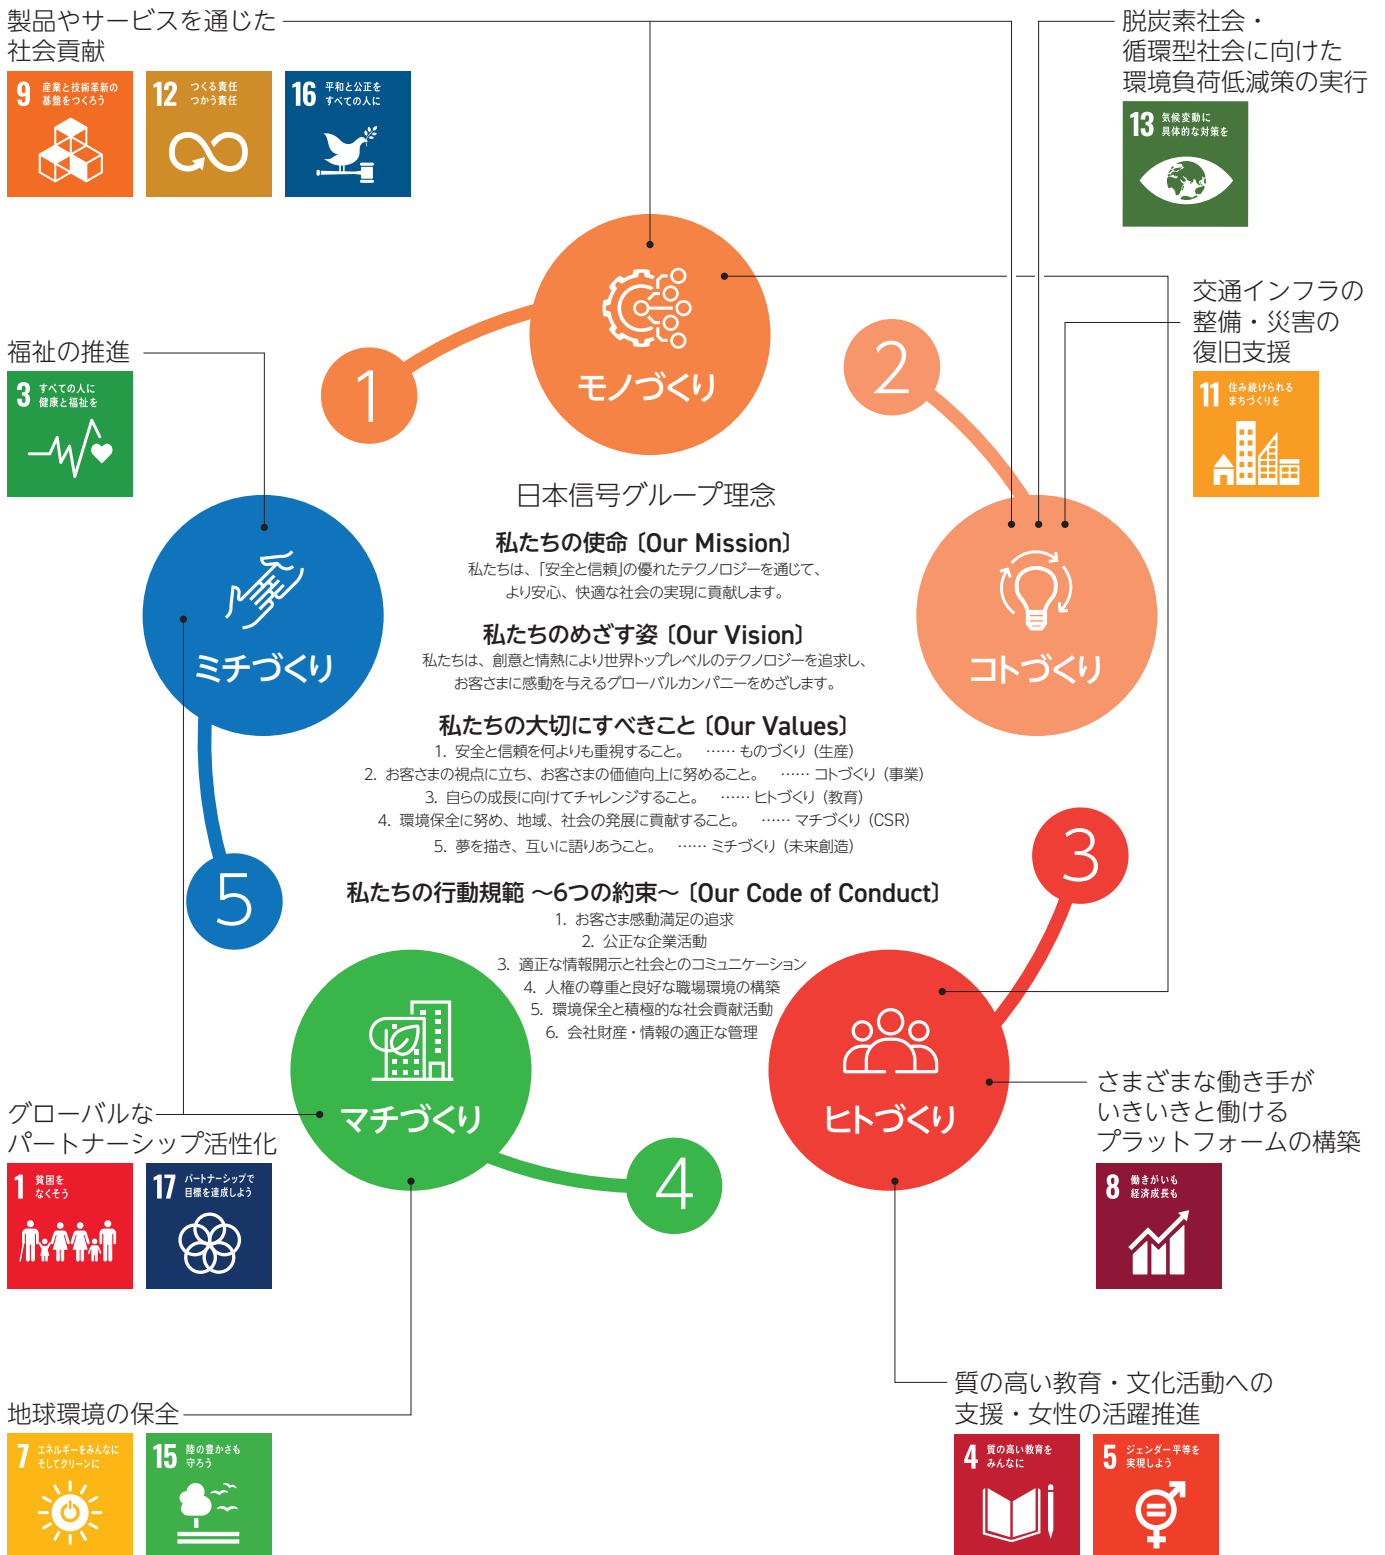 製品やサービスを通じた
社会貢献
9 産業と技術革新の
基盤をつくろう
12 つくる責任
つかう責任
16 平和と公正を
すべての人に
脱炭素社会・
循環型社会に向けた
環境負荷低減策の実行
13 気候変動に
具体的な対策を
交通インフラの
整備・災害の
復旧支援
11 住み続けられる
まちづくりを
福祉の推進
3 すべての人に
健康と福祉を
1
モノづくり
2
コトづくり
ミチづくり
5
3
日本信号グループ理念
私たちの使命〔Our Mission〕
私たちは、「安全と信頼」の優れたテクノロジーを通じて、
より安心、快適な社会の実現に貢献します。
私たちのめざす姿〔Our Vision〕
私たちは、創意と情熱により世界トップレベルのテクノロジーを追求し、
お客さまに感動を与えるグローバルカンパニーをめざします。
私たちの大切にすべきこと〔Our Values〕
1. 安全と信頼を何よりも重視すること。 …… ものづくり（生産）
2. お客さまの視点に立ち、お客さまの価値向上に努めること。 …… コトづくり（事業）
3. 自らの成長に向けてチャレンジすること。 …… ヒトづくり（教育）
4. 環境保全に努め、地域、社会の発展に貢献すること。 …… マチづくり（CSR）
5. 夢を描き、互いに語りあうこと。 …… ミチづくり（未来創造）
私たちの行動規範 ～6つの約束～〔Our Code of Conduct〕
1. お客さま感動満足の追求
2. 公正な企業活動
3. 適正な情報開示と社会とのコミュニケーション
4. 人権の尊重と良好な職場環境の構築
5. 環境保全と積極的な社会貢献活動
6. 会社財産・情報の適正な管理
マチづくり
4
ヒトづくり
グローバルな
パートナーシップ活性化
1 貧困を
なくそう
17 パートナーシップで
目標を達成しよう
さまざまな働き手が
いきいきと働ける
プラットフォームの構築
8 働きがいも
経済成長も
地球環境の保全
7 エネルギーをみんなに
そしてクリーンに
15 陸の豊かさも
守ろう
質の高い教育・文化活動への
支援・女性の活躍推進
4 質の高い教育を
みんなに
5 ジェンダー平等を
実現しよう